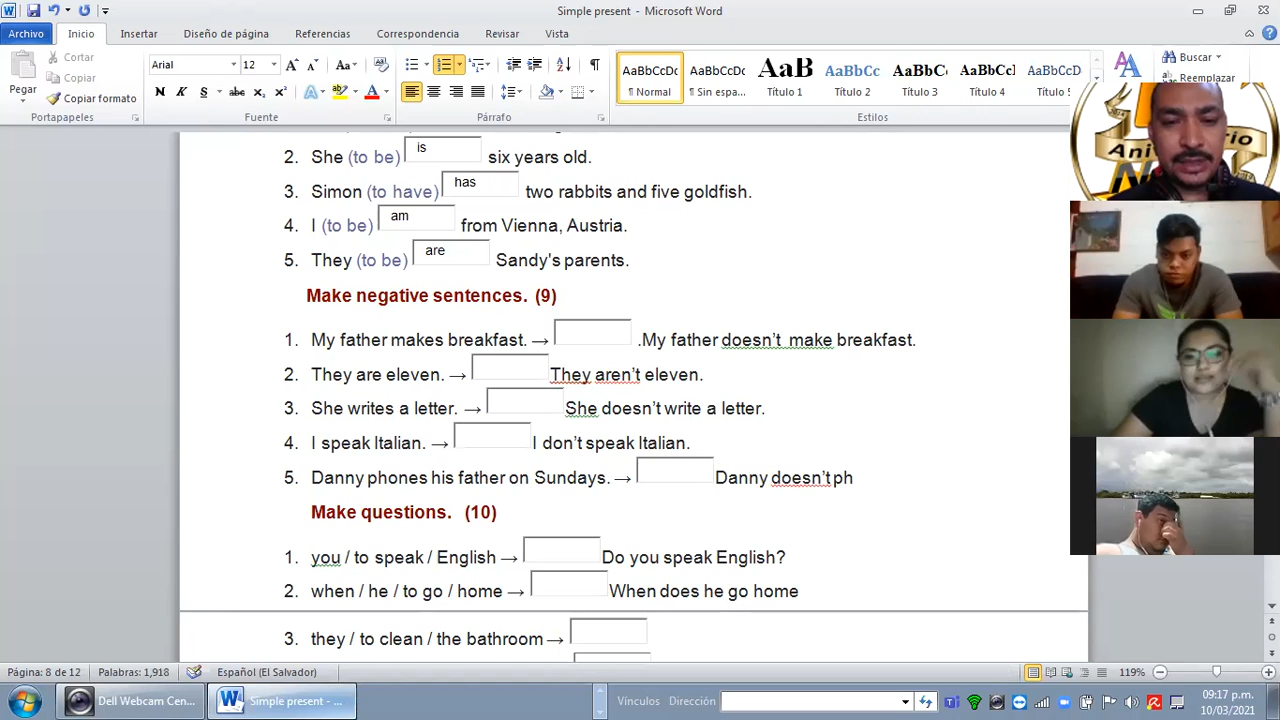 Simple present - Microsoft Word
Archivo Inicio Insertar Diseño de página Referencias Correspondencia Revisar Vista
Pegar
Cortar
Copiar
Copiar formato
Portapapeles
Arial 12
Fuente
Párrafo
AaBbCcDc AaBbCcDc AaB AaBbCc AaBbC AaBbCc AaBbCcD
¶ Normal ¶ Sin espa... Título 1 Título 2 Título 3 Título 4
Estilos
Buscar
Reemplazar
2. She (to be) is six years old.
3. Simon (to have) has two rabbits and five goldfish.
4. I (to be) am from Vienna, Austria.
5. They (to be) are Sandy's parents.
Make negative sentences. (9)
1. My father makes breakfast. → .My father doesn't make breakfast.
2. They are eleven. → They aren't eleven.
3. She writes a letter. → She doesn't write a letter.
4. I speak Italian. → I don't speak Italian.
5. Danny phones his father on Sundays. → Danny doesn't ph
Make questions. (10)
1. you / to speak / English → Do you speak English?
2. when / he / to go / home → When does he go home
3. they / to clean / the bathroom →
Página: 8 de 12 Palabras: 1,918 Español (El Salvador) 119%
Dell Webcam Cen... Simple present - ... Vínculos Dirección
09:17 p.m.
10/03/2021